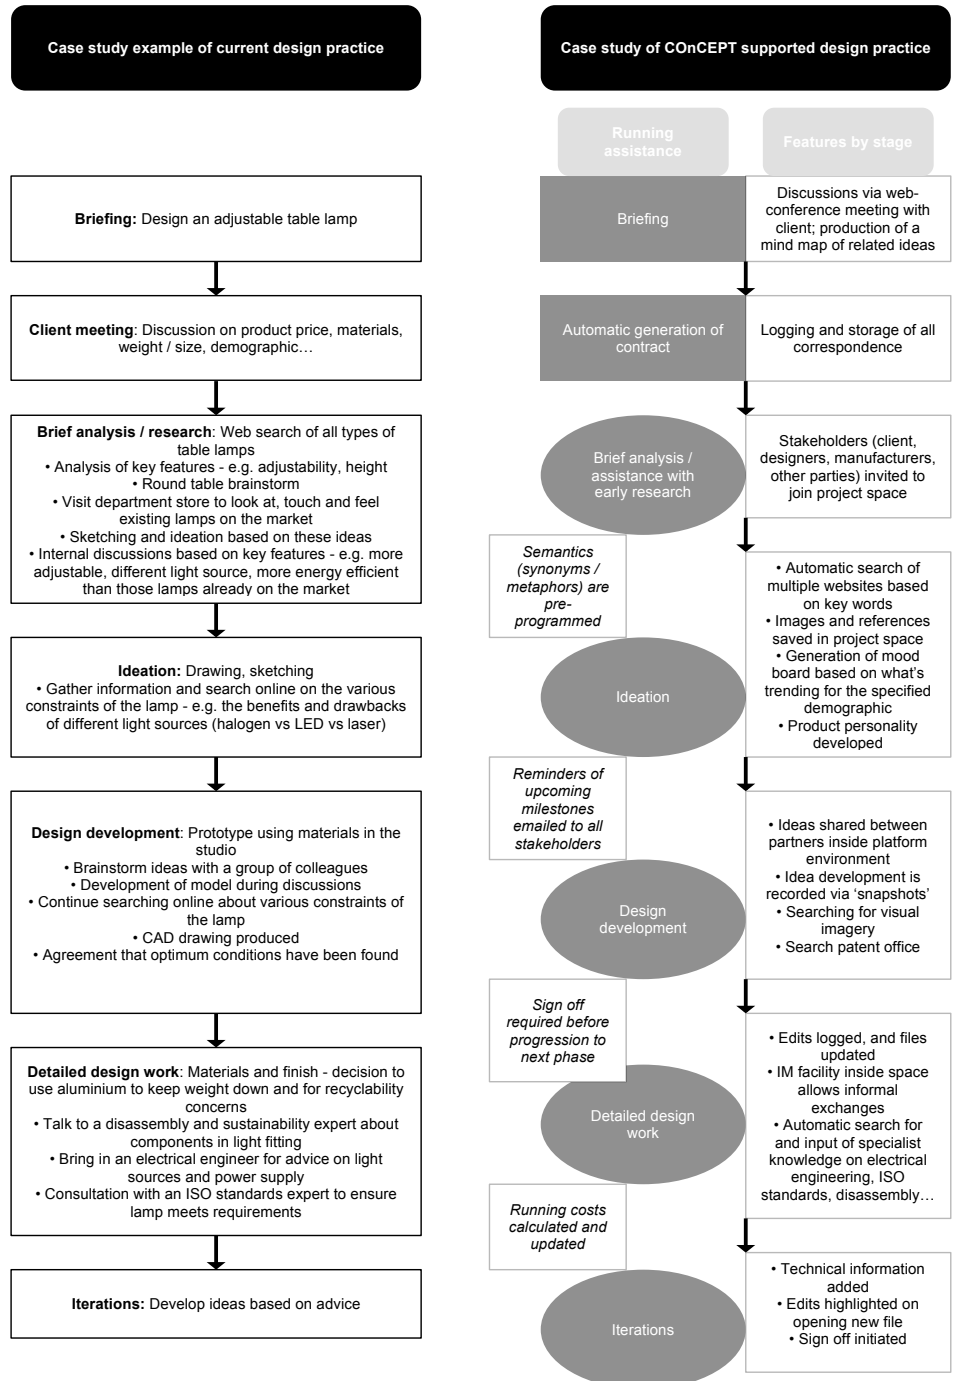 Case study example of current design practice
Case study of COnCEPT supported design practice
Running
assistance
Features by stage
Briefing: Design an adjustable table lamp
Client meeting: Discussion on product price, materials,
weight / size, demographic…
Brief analysis / research: Web search of all types of
table lamps
• Analysis of key features - e.g. adjustability, height
• Round table brainstorm
• Visit department store to look at, touch and feel
existing lamps on the market
• Sketching and ideation based on these ideas
• Internal discussions based on key features - e.g. more
adjustable, different light source, more energy efficient
than those lamps already on the market
Ideation: Drawing, sketching
• Gather information and search online on the various
constraints of the lamp - e.g. the benefits and drawbacks
of different light sources (halogen vs LED vs laser)
Design development: Prototype using materials in the
studio
• Brainstorm ideas with a group of colleagues
• Development of model during discussions
• Continue searching online about various constraints of
the lamp
• CAD drawing produced
• Agreement that optimum conditions have been found
Detailed design work: Materials and finish - decision to
use aluminium to keep weight down and for recyclability
concerns
• Talk to a disassembly and sustainability expert about
components in light fitting
• Bring in an electrical engineer for advice on light
sources and power supply
• Consultation with an ISO standards expert to ensure
lamp meets requirements
Iterations: Develop ideas based on advice
Briefing
Discussions via web-
conference meeting with
client; production of a
mind map of related ideas
Automatic generation of
contract
Logging and storage of all
correspondence
Brief analysis /
assistance with
early research
Stakeholders (client,
designers, manufacturers,
other parties) invited to
join project space
Semantics
(synonyms /
metaphors) are
pre-
programmed
Ideation
• Automatic search of
multiple websites based
on key words
• Images and references
saved in project space
• Generation of mood
board based on what's
trending for the specified
demographic
• Product personality
developed
Reminders of
upcoming
milestones
emailed to all
stakeholders
Design
development
• Ideas shared between
partners inside platform
environment
• Idea development is
recorded via ‘snapshots’
• Searching for visual
imagery
• Search patent office
Sign off
required before
progression to
next phase
Detailed design
work
• Edits logged, and files
updated
• IM facility inside space
allows informal
exchanges
• Automatic search for
and input of specialist
knowledge on electrical
engineering, ISO
standards, disassembly…
Running costs
calculated and
updated
Iterations
• Technical information
added
• Edits highlighted on
opening new file
• Sign off initiated